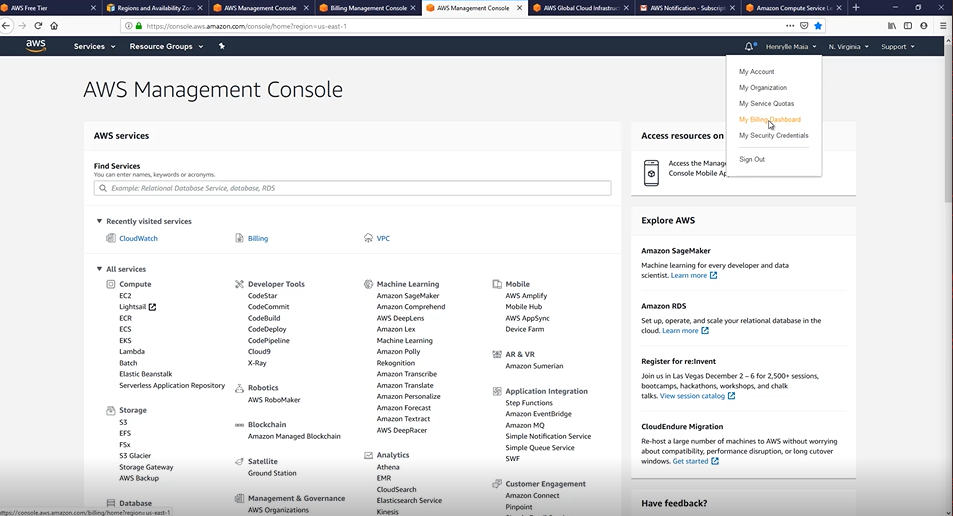 AWS Free Tier
Regions and Availability Zon
AWS Management Console
Billing Management Console
AWS Management Console
AWS Global Cloud Infrastruct
AWS Notification - Subscript
Amazon Compute Service L
https://console.aws.amazon.com/console/home?region=us-east-1
aws
Services
Resource Groups
Henrylle Maia
N. Virginia
Support
My Account
My Organization
My Service Quotas
My Billing Dashboard
My Security Credentials
Sign Out
AWS Management Console
AWS services
Find Services
You can enter names, keywords or acronyms.
Example: Relational Database Service, database, RDS
Recently visited services
CloudWatch
Billing
VPC
All services
Compute
EC2
Lightsail
ECR
ECS
EKS
Lambda
Batch
Elastic Beanstalk
Serverless Application Repository
Storage
S3
EFS
FSx
S3 Glacier
Storage Gateway
AWS Backup
Database
Developer Tools
CodeStar
CodeCommit
CodeBuild
CodeDeploy
CodePipeline
Cloud9
X-Ray
Robotics
AWS RoboMaker
Blockchain
Amazon Managed Blockchain
Satellite
Ground Station
Management & Governance
AWS Organizations
Machine Learning
Amazon SageMaker
Amazon Comprehend
AWS DeepLens
Amazon Lex
Machine Learning
Amazon Polly
Rekognition
Amazon Transcribe
Amazon Translate
Amazon Personalize
Amazon Forecast
Amazon Textract
AWS DeepRacer
Analytics
Athena
EMR
CloudSearch
Elasticsearch Service
Kinesis
Mobile
AWS Amplify
Mobile Hub
AWS AppSync
Device Farm
AR & VR
Amazon Sumerian
Application Integration
Step Functions
Amazon EventBridge
Amazon MQ
Simple Notification Service
Simple Queue Service
SWF
Customer Engagement
Amazon Connect
Pinpoint
Access resources on
Access the Manag
Console Mobile Ap
Explore AWS
Amazon SageMaker
Machine learning for every developer and data
scientist. Learn more
Amazon RDS
Set up, operate, and scale your relational database in the
cloud. Learn more
Register for re:Invent
Join us in Las Vegas December 2 – 6 for 2,500+ sessions,
bootcamps, hackathons, workshops, and chalk
talks. View session catalog
CloudEndure Migration
Re-host a large number of machines to AWS without worrying
about compatibility, performance disruption, or long cutover
windows. Get started
Have feedback?
https://console.aws.amazon.com/billing/home?region=us-east-1